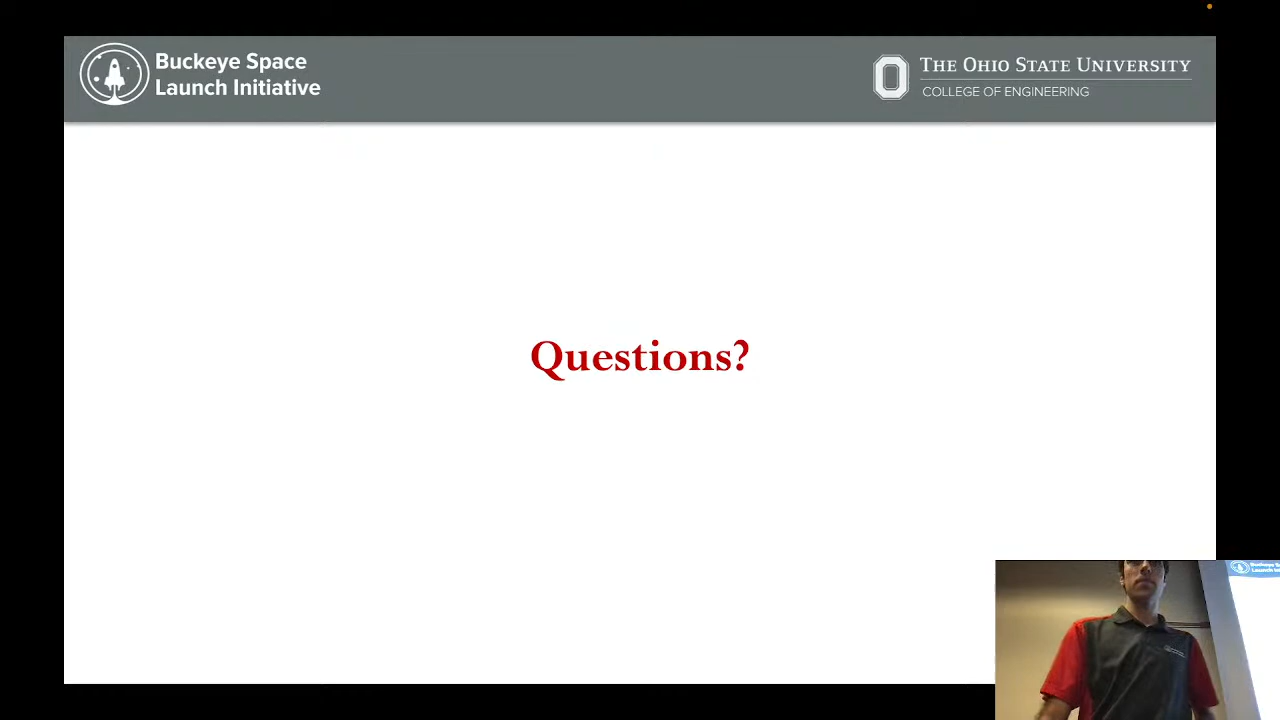 Buckeye Space
Launch Initiative
THE OHIO STATE UNIVERSITY
COLLEGE OF ENGINEERING
Questions?